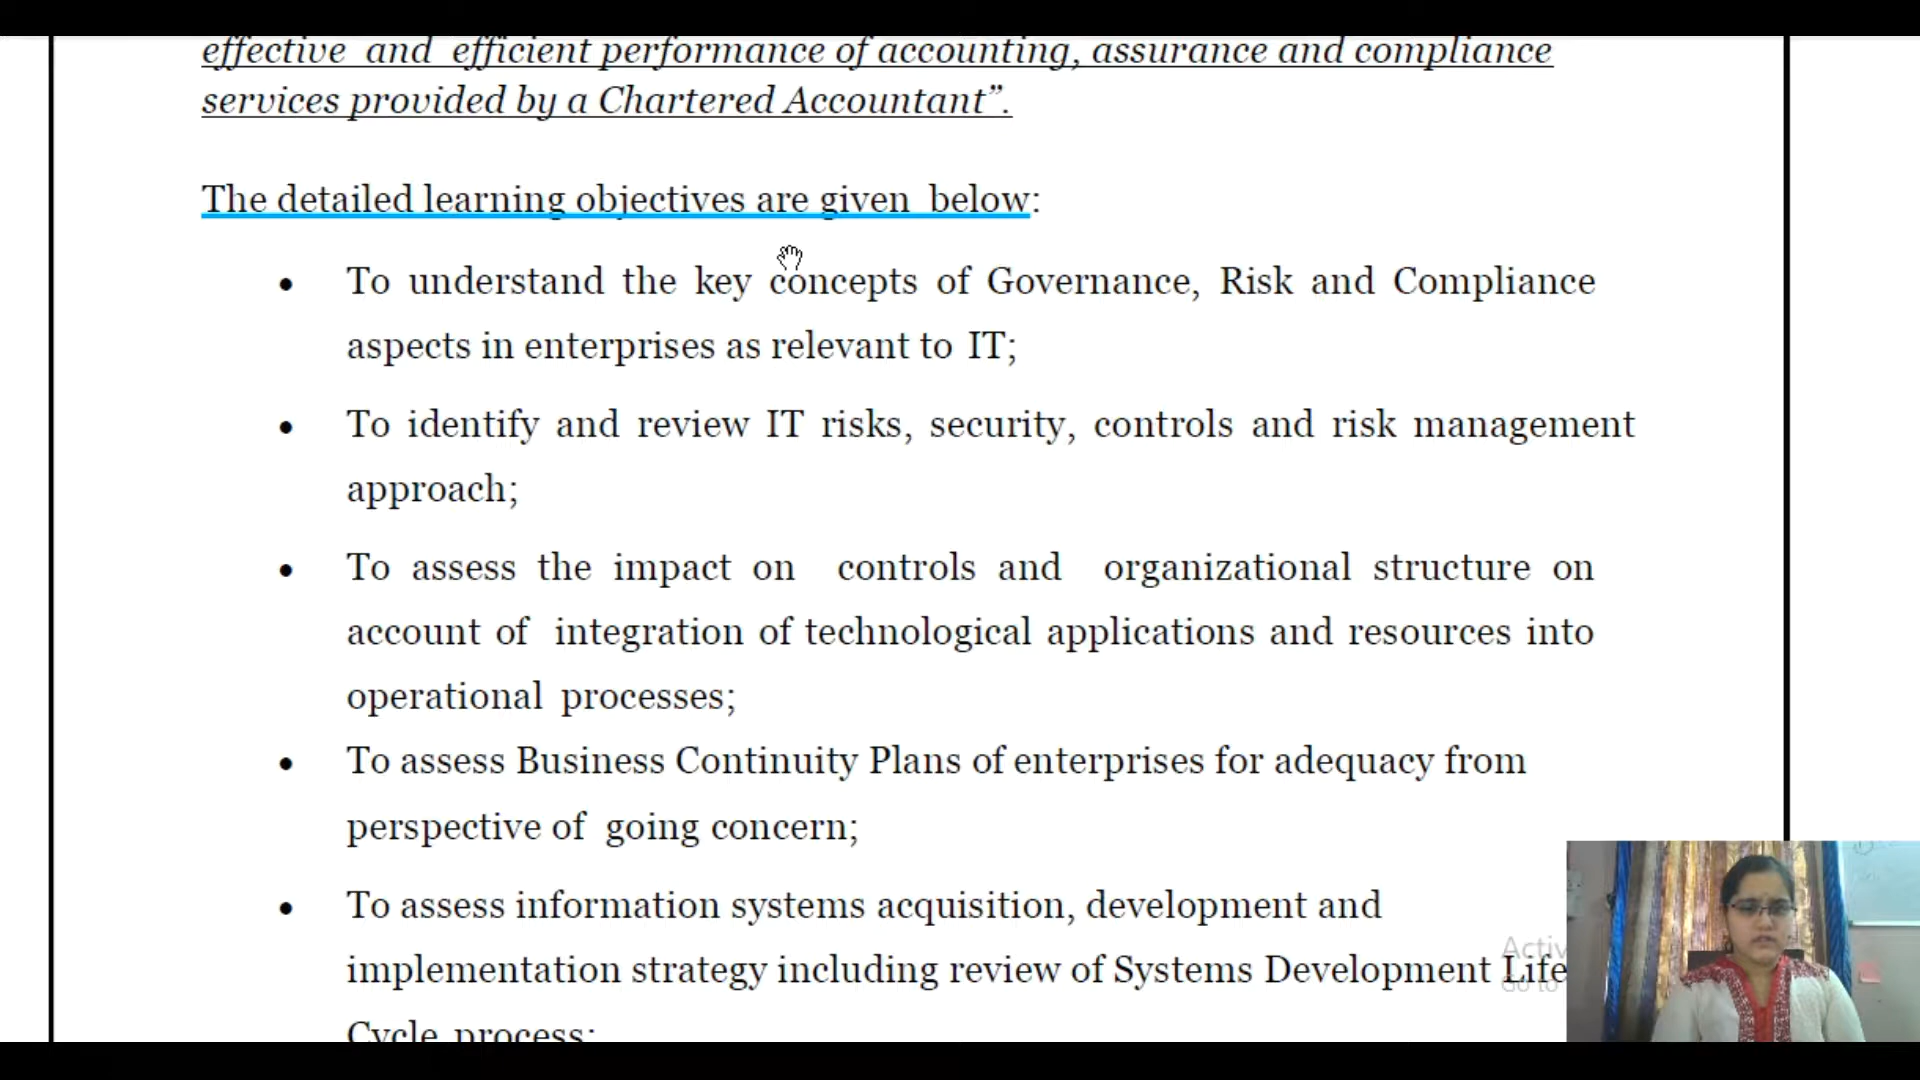 effective and efficient performance of accounting, assurance and compliance
services provided by a Chartered Accountant”.
The detailed learning objectives are given below:
• To understand the key concepts of Governance, Risk and Compliance
aspects in enterprises as relevant to IT;
• To identify and review IT risks, security, controls and risk management
approach;
• To assess the impact on controls and organizational structure on
account of integration of technological applications and resources into
operational processes;
• To assess Business Continuity Plans of enterprises for adequacy from
perspective of going concern;
• To assess information systems acquisition, development and
implementation strategy including review of Systems Development Life
Cycle process;
Activ
Go to